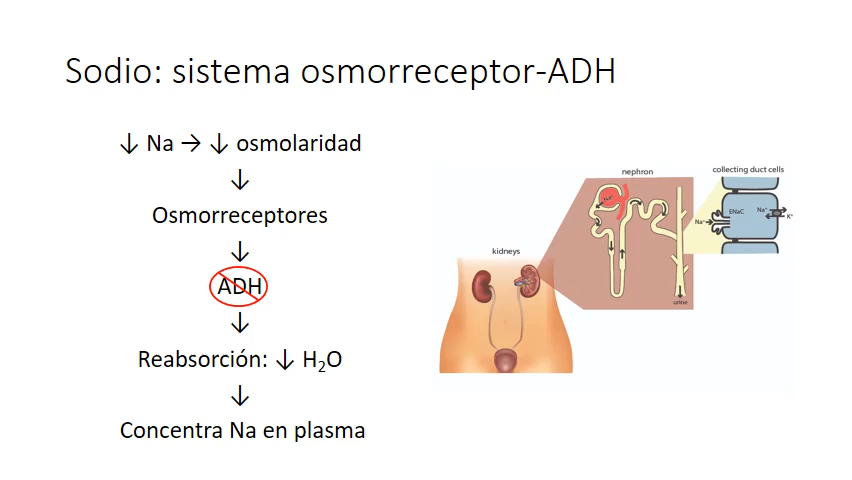 Sodio: sistema osmorreceptor-ADH
↓ Na → ↓ osmolaridad
↓
Osmorreceptores
↓
ADH
↓
Reabsorción: ↓ H₂O
↓
Concentra Na en plasma
kidneys
nephron
Na⁺
urine
collecting duct cells
ENaC
Na⁺
Na⁺
K⁺